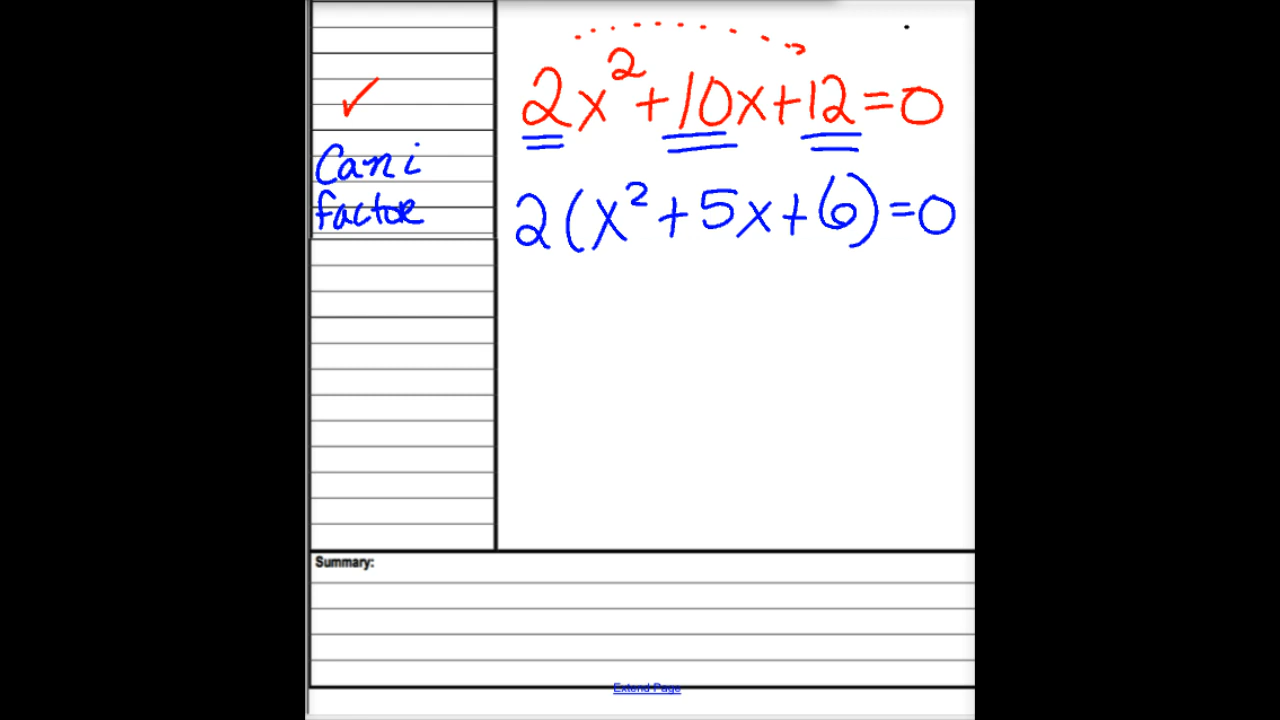 2x²+10x+12=0
Can i
factor
2(x²+5x+6)=0
Summary:
Extend Page